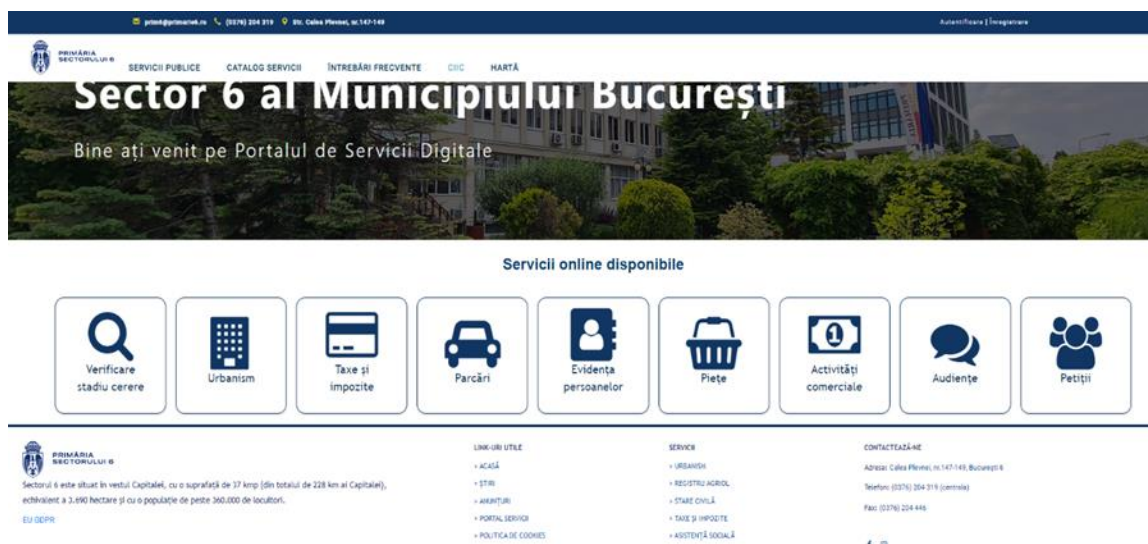 prim6@primarie6.ro (0376) 204 319 Str. Calea Plevnei, nr.147-149
Autentificare | Înregistrare
PRIMĂRIA
SECTORULUI 6
SERVICII PUBLICE CATALOG SERVICII ÎNTREBĂRI FRECVENTE CIIC HARTĂ
Sector 6 al Municipiului București
Bine ați venit pe Portalul de Servicii Digitale
Servicii online disponibile
Verificare
stadiu cerere
Urbanism
Taxe și
impozite
Parcări
Evidența
persoanelor
Piețe
1
Activități
comerciale
Audiențe
Petiții
PRIMĂRIA
SECTORULUI 6
Sectorul 6 este situat în vestul Capitalei, cu o suprafață de 37 kmp (din totalul de 228 km ai Capitalei),
echivalent a 3.690 hectare și cu o populație de peste 360.000 de locuitori.
EU GDPR
LINK-URI UTILE
› ACASĂ
› ȘTIRI
› ANUNȚURI
› PORTAL SERVICII
› POLITICA DE COOKIES
SERVICII
› URBANISM
› REGISTRU AGRIOL
› STARE CIVILĂ
› TAXE ȘI IMPOZITE
› ASISTENȚĂ SOCIALĂ
CONTACTEAZĂ-NE
Adresa: Calea Plevnei, nr.147-149, București 6
Telefon: (0376) 204 319 (centrala)
Fax: (0376) 204 446